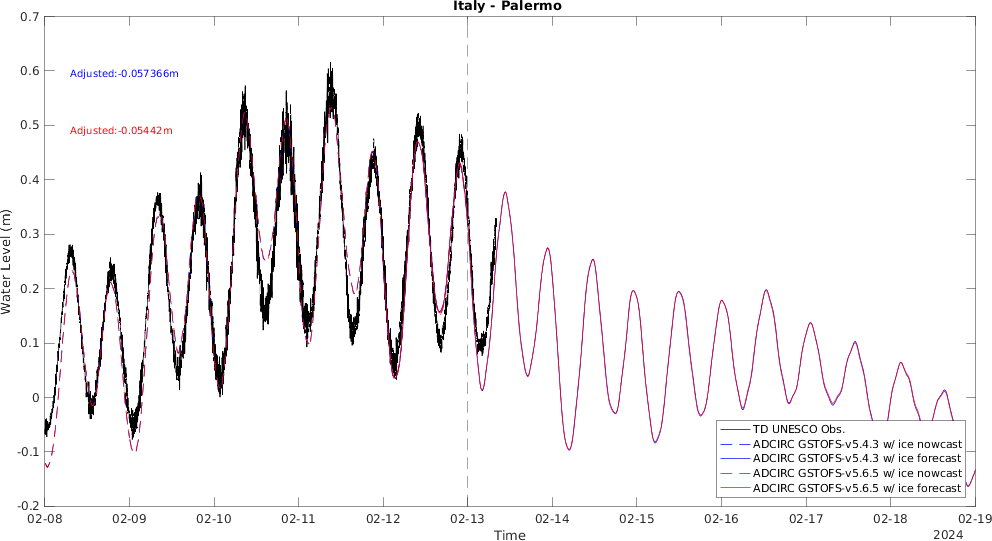 Italy - Palermo
0.7
0.6
0.5
0.4
0.3
0.2
0.1
0
-0.1
-0.2
Water Level (m)
Adjusted:-0.057366m
Adjusted:-0.05442m
TD UNESCO Obs.
ADCIRC GSTOFS-v5.4.3 w/ ice nowcast
ADCIRC GSTOFS-v5.4.3 w/ ice forecast
ADCIRC GSTOFS-v5.6.5 w/ ice nowcast
ADCIRC GSTOFS-v5.6.5 w/ ice forecast
02-08 02-09 02-10 02-11 02-12 02-13 02-14 02-15 02-16 02-17 02-18 02-19
Time
2024